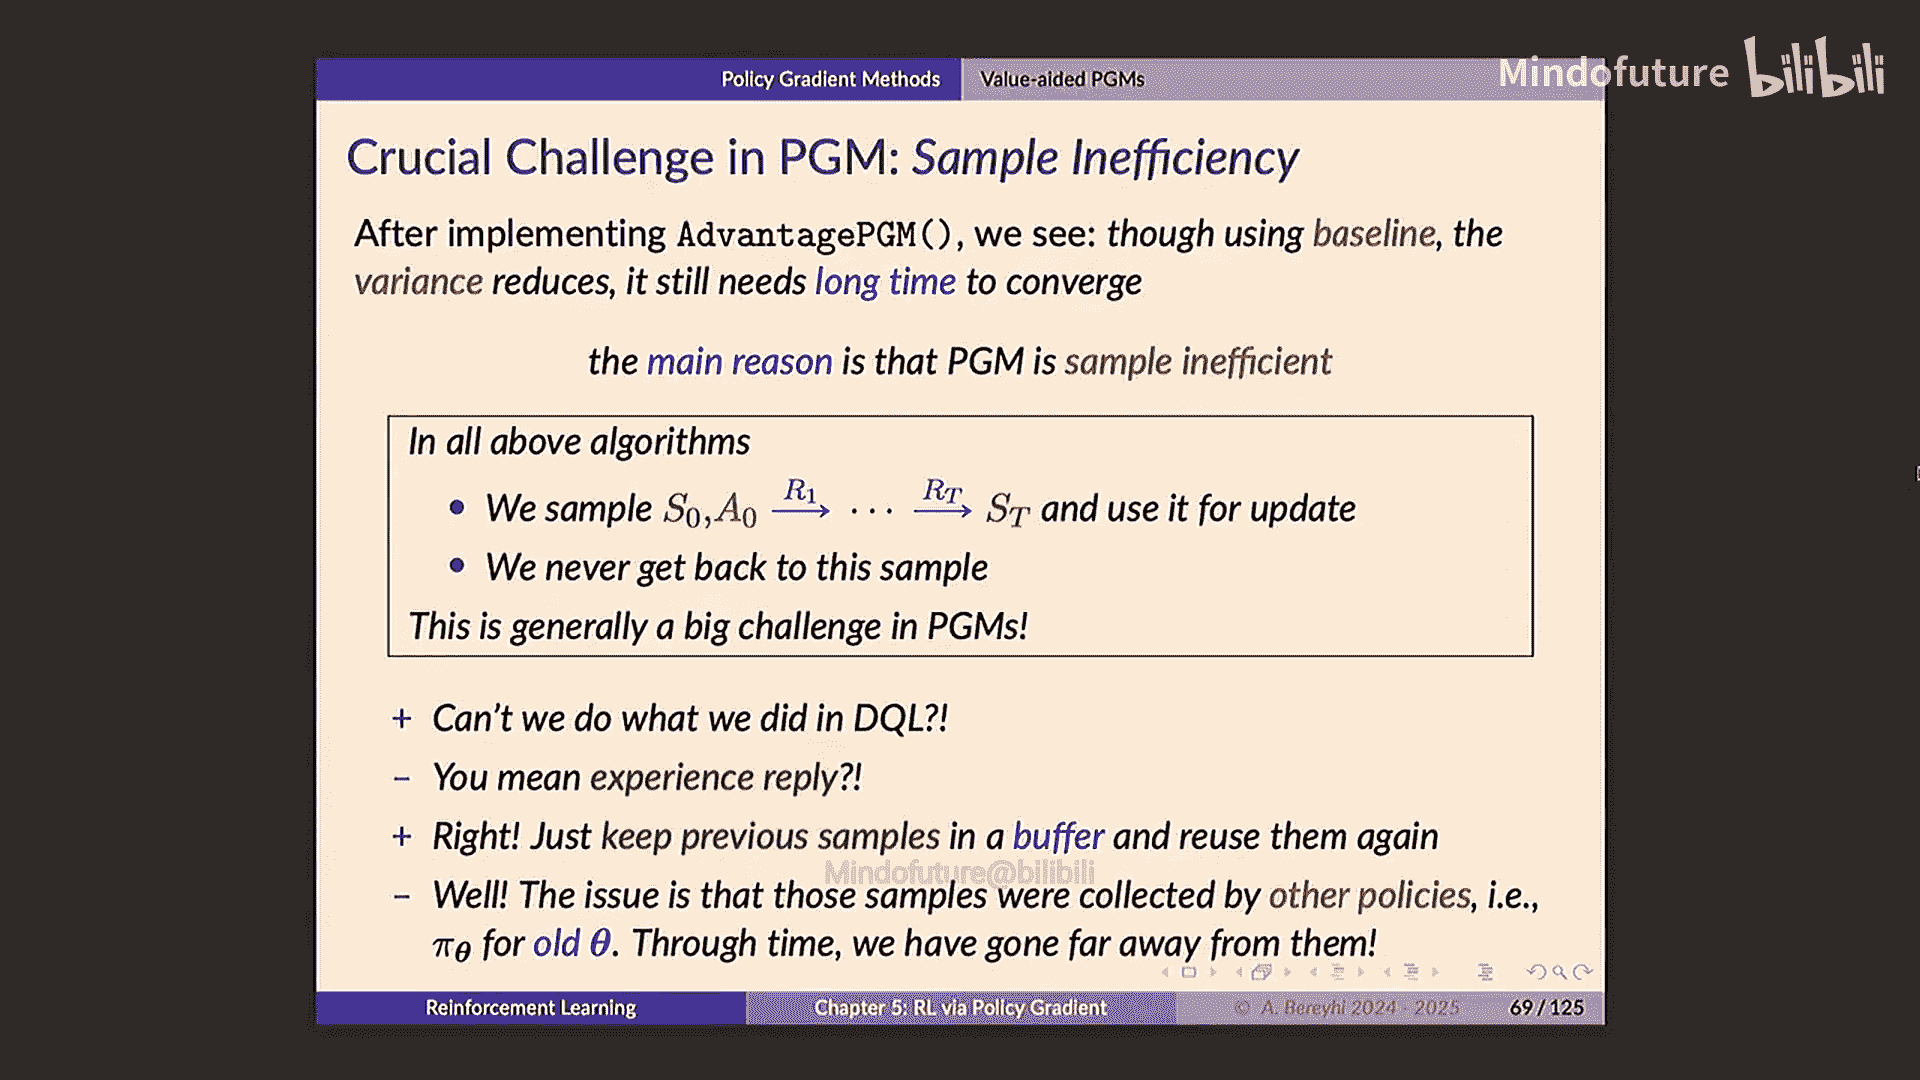 Policy Gradient Methods Value-aided PGMs
Mindofuture bilibili
Crucial Challenge in PGM: Sample Inefficiency
After implementing AdvantagePGM(), we see: though using baseline, the
variance reduces, it still needs long time to converge
the main reason is that PGM is sample inefficient
In all above algorithms
• We sample S₀,A₀ —R₁→ ⋯ —R_T→ S_T and use it for update
• We never get back to this sample
This is generally a big challenge in PGMs!
+ Can't we do what we did in DQL?!
– You mean experience reply?!
+ Right! Just keep previous samples in a buffer and reuse them again
Mindofuture@bilibili
– Well! The issue is that those samples were collected by other policies, i.e.,
π_θ for old θ. Through time, we have gone far away from them!
Reinforcement Learning Chapter 5: RL via Policy Gradient © A. Bereyhi 2024 - 2025 69 / 125